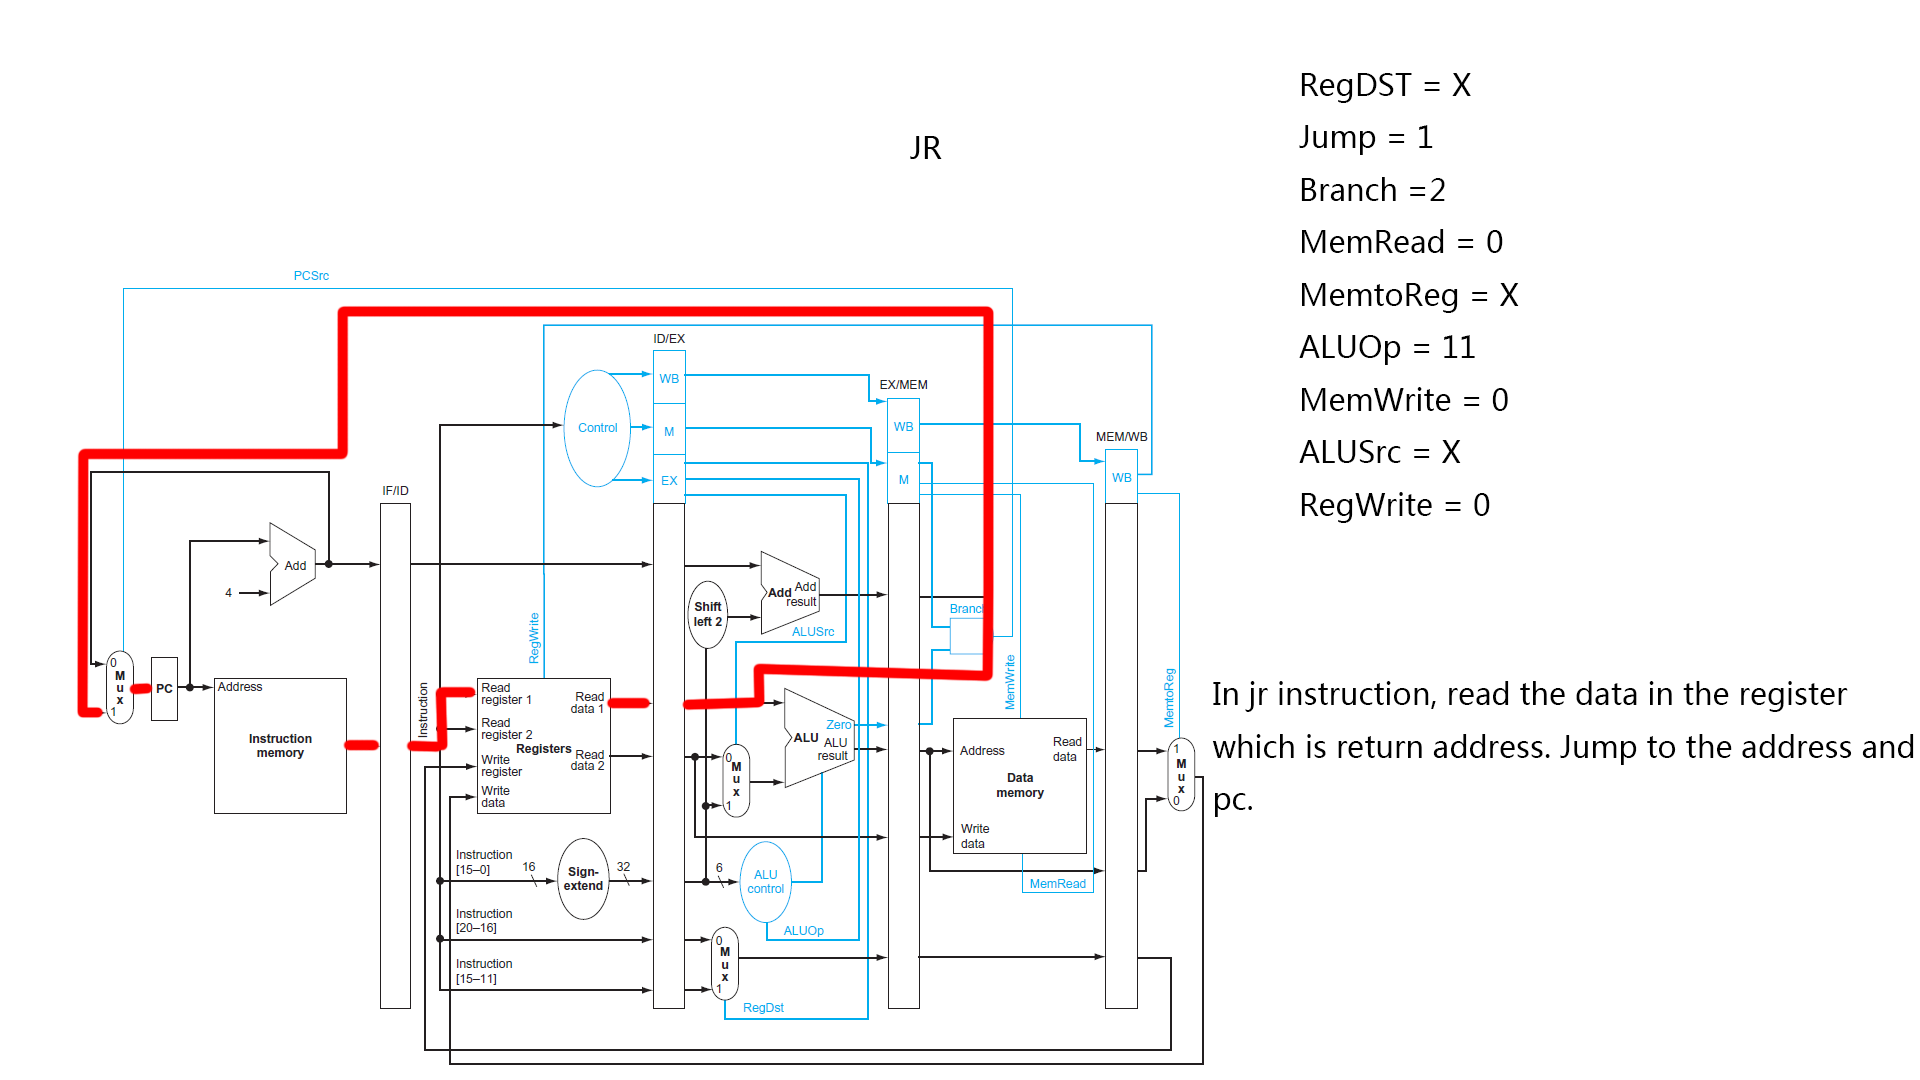 JR
RegDST = X
Jump = 1
Branch =2
MemRead = 0
MemtoReg = X
ALUOp = 11
MemWrite = 0
ALUSrc = X
RegWrite = 0
In jr instruction, read the data in the register
which is return address. Jump to the address and
pc.
PCSrc
ID/EX
WB
M
EX
Control
EX/MEM
WB
M
MEM/WB
WB
IF/ID
Add
4
Shift
left 2
Add
Add
result
Branch
ALUSrc
RegWrite
MemWrite
MemtoReg
0
M
u
x
1
PC
Address
Instruction
memory
Instruction
Read
register 1
Read
register 2
Write
register
Write
data
Registers
Read
data 1
Read
data 2
0
M
u
x
1
Zero
ALU
ALU
result
Address
Read
data
Data
memory
Write
data
MemRead
1
M
u
x
0
Instruction
[15–0]
16
Sign-
extend
32
6
ALU
control
ALUOp
Instruction
[20–16]
Instruction
[15–11]
0
M
u
x
1
RegDst